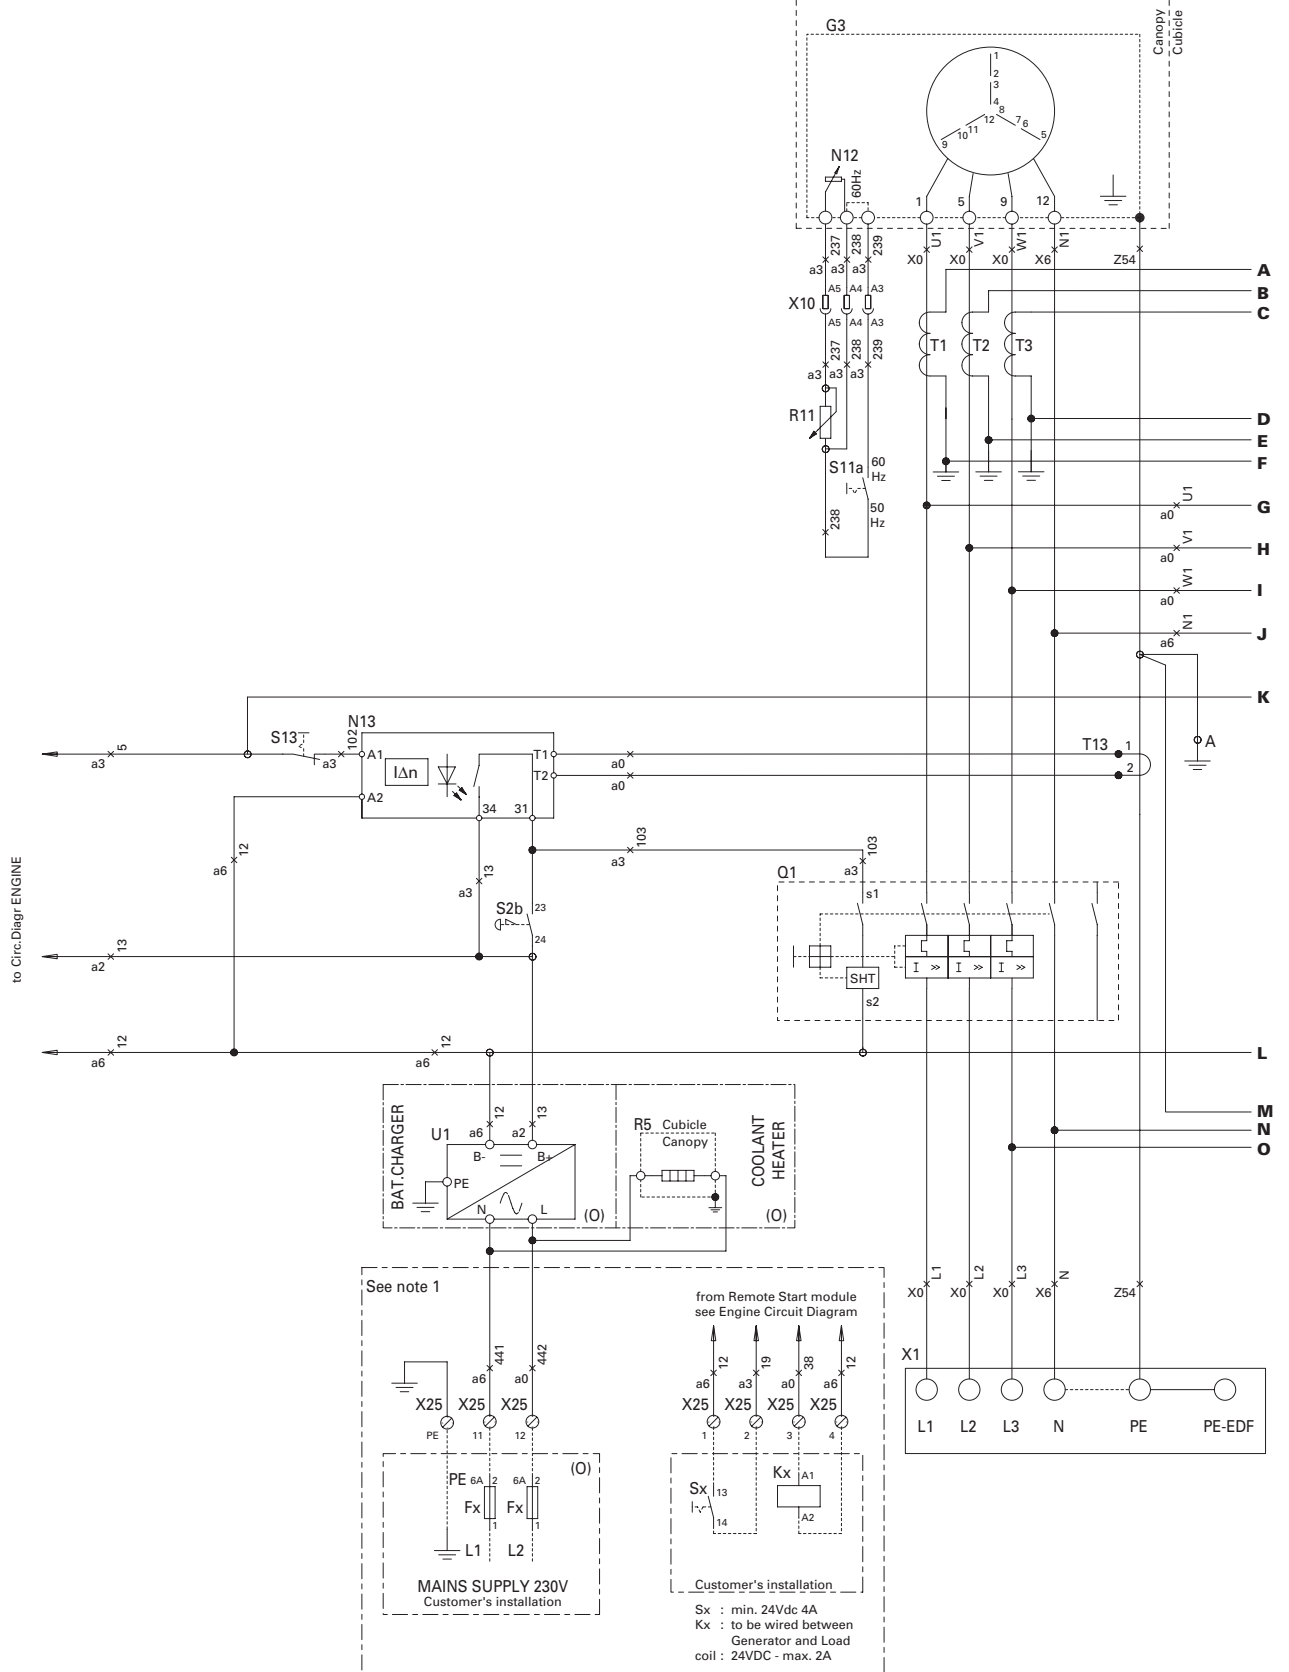 G3
Canopy
Cubicle
1
2
3
4
8
12
7
6
5
11
10
9
N12
60Hz
1
5
9
12
237
238
239
U1
V1
W1
N1
a3
a3
a3
X0
X0
X0
X6
Z54
A
B
C
X10
A5
A4
A3
A5
A4
A3
237
238
239
T1
T2
T3
a3
a3
a3
R11
D
E
F
S11a
60
Hz
50
Hz
238
U1
a0
G
V1
a0
H
W1
a0
I
N1
a6
J
K
N13
S13
102
5
a3
a3
A1
A2
I∆n
T1
T2
34
31
a0
a0
T13
1
2
A
12
a6
13
a3
103
a3
103
a3
Q1
s1
S2b
23
24
to Circ.Diagr ENGINE
13
a2
I >>
I >>
I >>
SHT
s2
12
a6
12
a6
L
M
N
O
BAT.CHARGER
12
13
a6
a2
U1
B-
B+
PE
N
L
(O)
R5
Cubicle
Canopy
COOLANT
HEATER
(O)
See note 1
from Remote Start module
see Engine Circuit Diagram
L1
L2
L3
N
X0
X0
X0
X6
Z54
441
442
a6
a0
12
19
38
12
a6
a3
a0
a6
X25
X25
X25
PE
11
12
X25
X25
X25
X25
1
2
3
4
X1
L1
L2
L3
N
PE
PE-EDF
(O)
PE
6A
2
6A
2
Fx
Fx
1
1
L1
L2
MAINS SUPPLY 230V
Customer's installation
Sx
13
14
Kx
A1
A2
Customer's installation
Sx : min. 24Vdc 4A
Kx : to be wired between
Generator and Load
coil : 24VDC - max. 2A